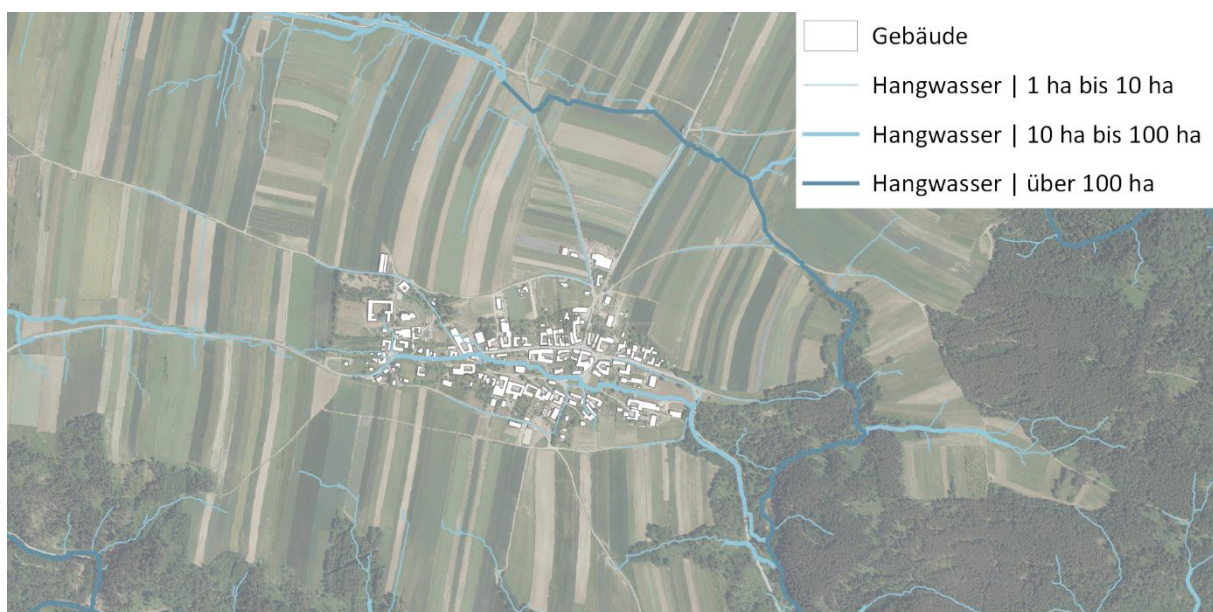 Gebäude
Hangwasser | 1 ha bis 10 ha
Hangwasser | 10 ha bis 100 ha
Hangwasser | über 100 ha